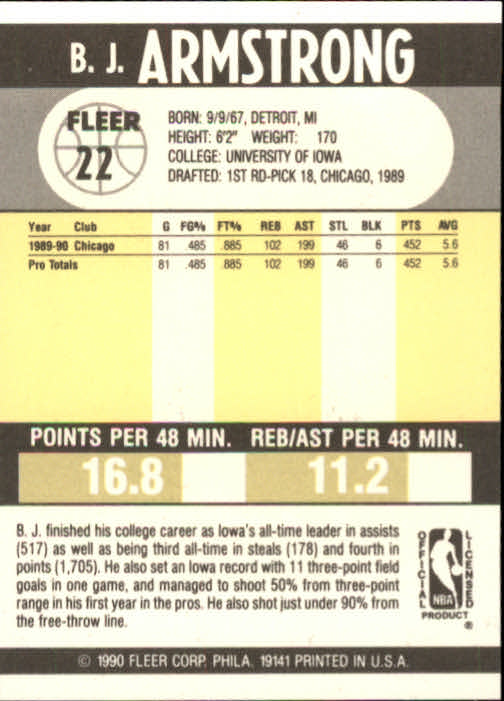 B. J. ARMSTRONG
FLEER
22
BORN: 9/9/67, DETROIT, MI
HEIGHT: 6'2" WEIGHT: 170
COLLEGE: UNIVERSITY OF IOWA
DRAFTED: 1ST RD-PICK 18, CHICAGO, 1989
Year Club G FG% FT% REB AST STL BLK PTS AVG
1989-90 Chicago 81 .485 .885 102 199 46 6 452 5.6
Pro Totals 81 .485 .885 102 199 46 6 452 5.6
POINTS PER 48 MIN. REB/AST PER 48 MIN.
16.8 11.2
B. J. finished his college career as Iowa's all-time leader in assists
(517) as well as being third all-time in steals (178) and fourth in
points (1,705). He also set an Iowa record with 11 three-point field
goals in one game, and managed to shoot 50% from three-point
range in his first year in the pros. He also shot just under 90% from
the free-throw line.
OFFICIAL
LICENSED
NBA
PRODUCT
®
© 1990 FLEER CORP. PHILA. 19141 PRINTED IN U.S.A.